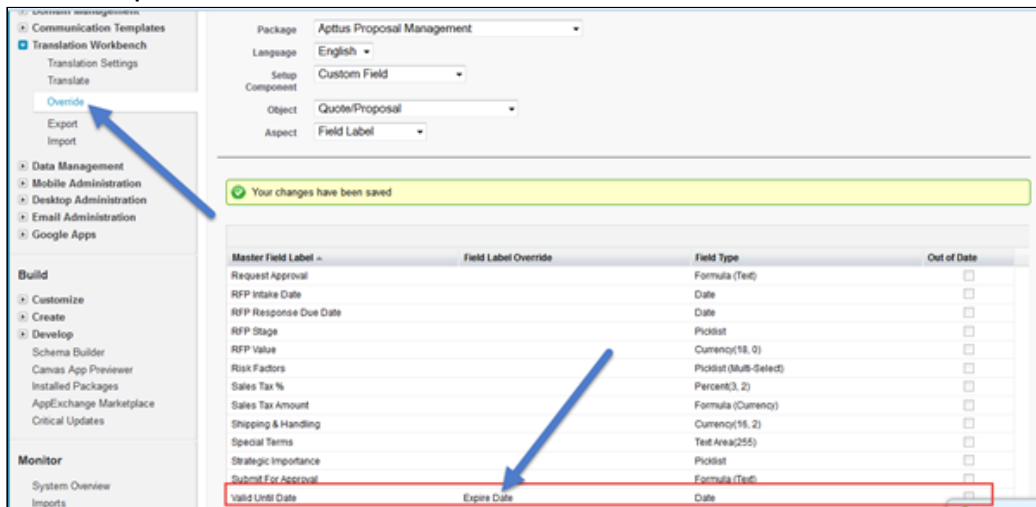 Domain Management
Communication Templates
Translation Workbench
Translation Settings
Translate
Override
Export
Import
Data Management
Mobile Administration
Desktop Administration
Email Administration
Google Apps
Build
Customize
Create
Develop
Schema Builder
Canvas App Previewer
Installed Packages
AppExchange Marketplace
Critical Updates
Monitor
System Overview
Imports
Package Apttus Proposal Management
Language English
Setup Component Custom Field
Object Quote/Proposal
Aspect Field Label
Your changes have been saved
Master Field Label Field Label Override Field Type Out of Date
Request Approval Formula (Text)
RFP Intake Date Date
RFP Response Due Date Date
RFP Stage Picklist
RFP Value Currency(18, 0)
Risk Factors Picklist (Multi-Select)
Sales Tax % Percent(3, 2)
Sales Tax Amount Formula (Currency)
Shipping & Handling Currency(16, 2)
Special Terms Text Area(255)
Strategic Importance Picklist
Submit For Approval Formula (Text)
Valid Until Date Expire Date Date